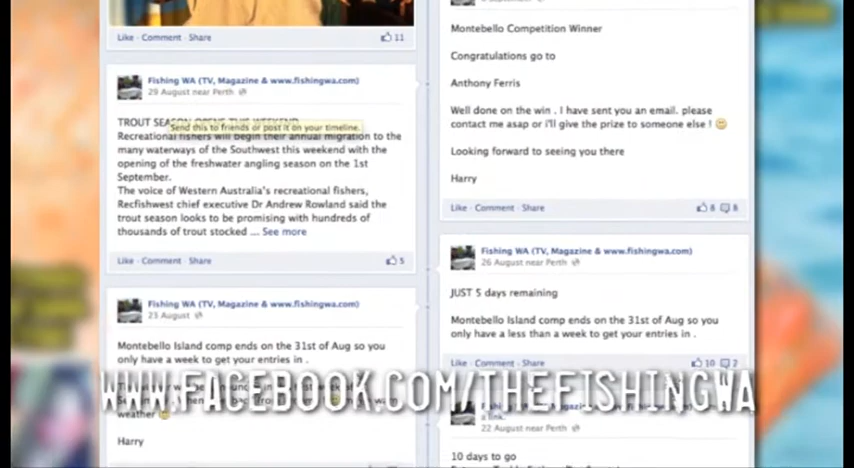 Like · Comment · Share 11
Fishing WA (TV, Magazine & www.fishingwa.com)
29 August near Perth
TROUT SEASON OPENS THIS WEEKEND
Send this to friends or post it on your timeline.
Recreational fishers will begin their annual migration to the
many waterways of the Southwest this weekend with the
opening of the freshwater angling season on the 1st
September.
The voice of Western Australia's recreational fishers,
Recfishwest chief executive Dr Andrew Rowland said the
trout season looks to be promising with hundreds of
thousands of trout stocked ... See more
Like · Comment · Share 5
Fishing WA (TV, Magazine & www.fishingwa.com)
23 August
Montebello Island comp ends on the 31st of Aug so you
only have a week to get your entries in .
weather
Harry
Montebello Competition Winner
Congratulations go to
Anthony Ferris
Well done on the win . I have sent you an email. please
contact me asap or i'll give the prize to someone else !
Looking forward to seeing you there
Harry
Like · Comment · Share 8 8
Fishing WA (TV, Magazine & www.fishingwa.com)
26 August near Perth
JUST 5 days remaining
Montebello Island comp ends on the 31st of Aug so you
only have a less than a week to get your entries in .
Like · Comment · Share 10 2
a link.
22 August near Perth
10 days to go
WWW.FACEBOOK.COM/THEFISHINGWA